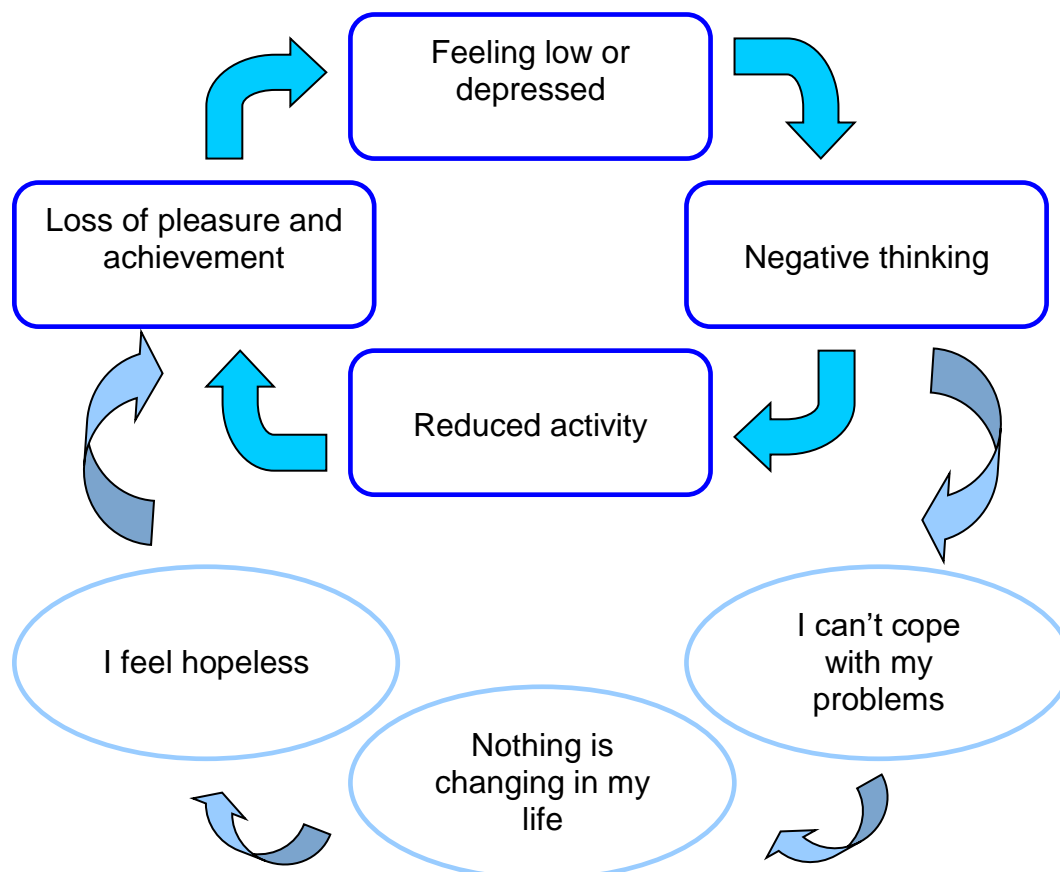 Feeling low or
depressed
Loss of pleasure and
achievement
Negative thinking
Reduced activity
I feel hopeless
I can’t cope
with my
problems
Nothing is
changing in my
life